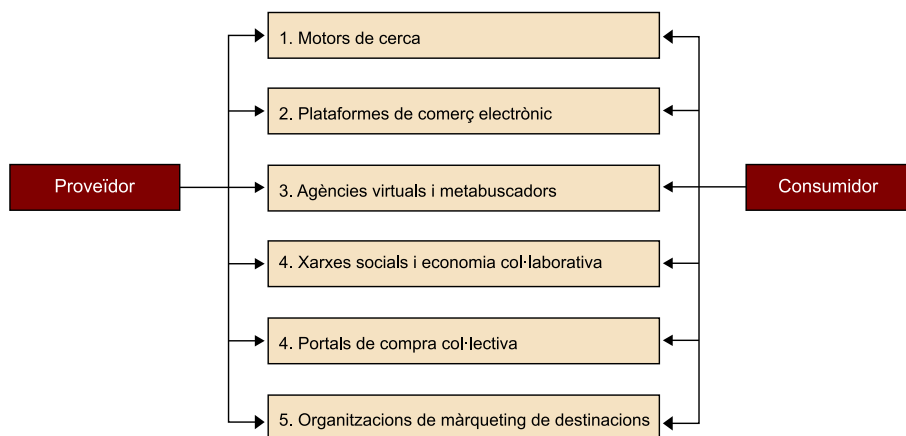 1. Motors de cerca
2. Plataformes de comerç electrònic
Proveïdor
3. Agències virtuals i metabuscadors
Consumidor
4. Xarxes socials i economia col·laborativa
4. Portals de compra col·lectiva
5. Organitzacions de màrqueting de destinacions